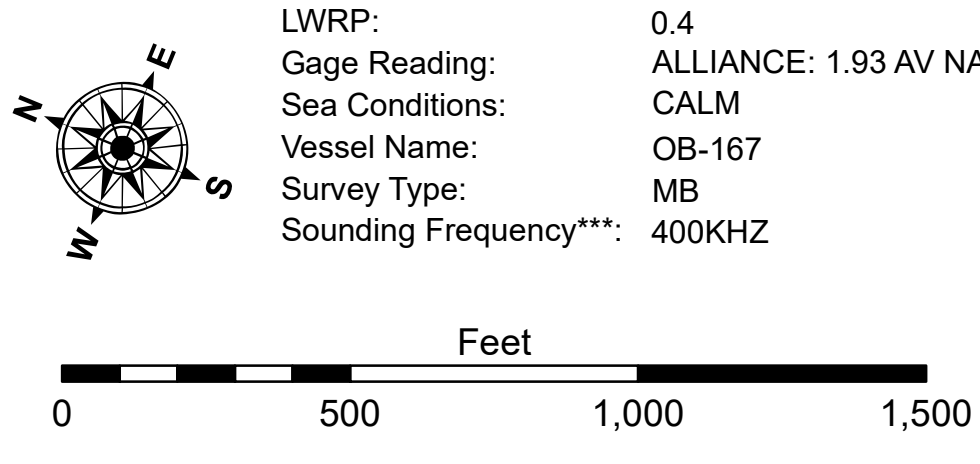 LWRP: 0.4
Gage Reading: ALLIANCE: 1.93 AV NA
Sea Conditions: CALM
Vessel Name: OB-167
Survey Type: MB
Sounding Frequency***: 400KHZ
N
E
S
W
Feet
0 500 1,000 1,500